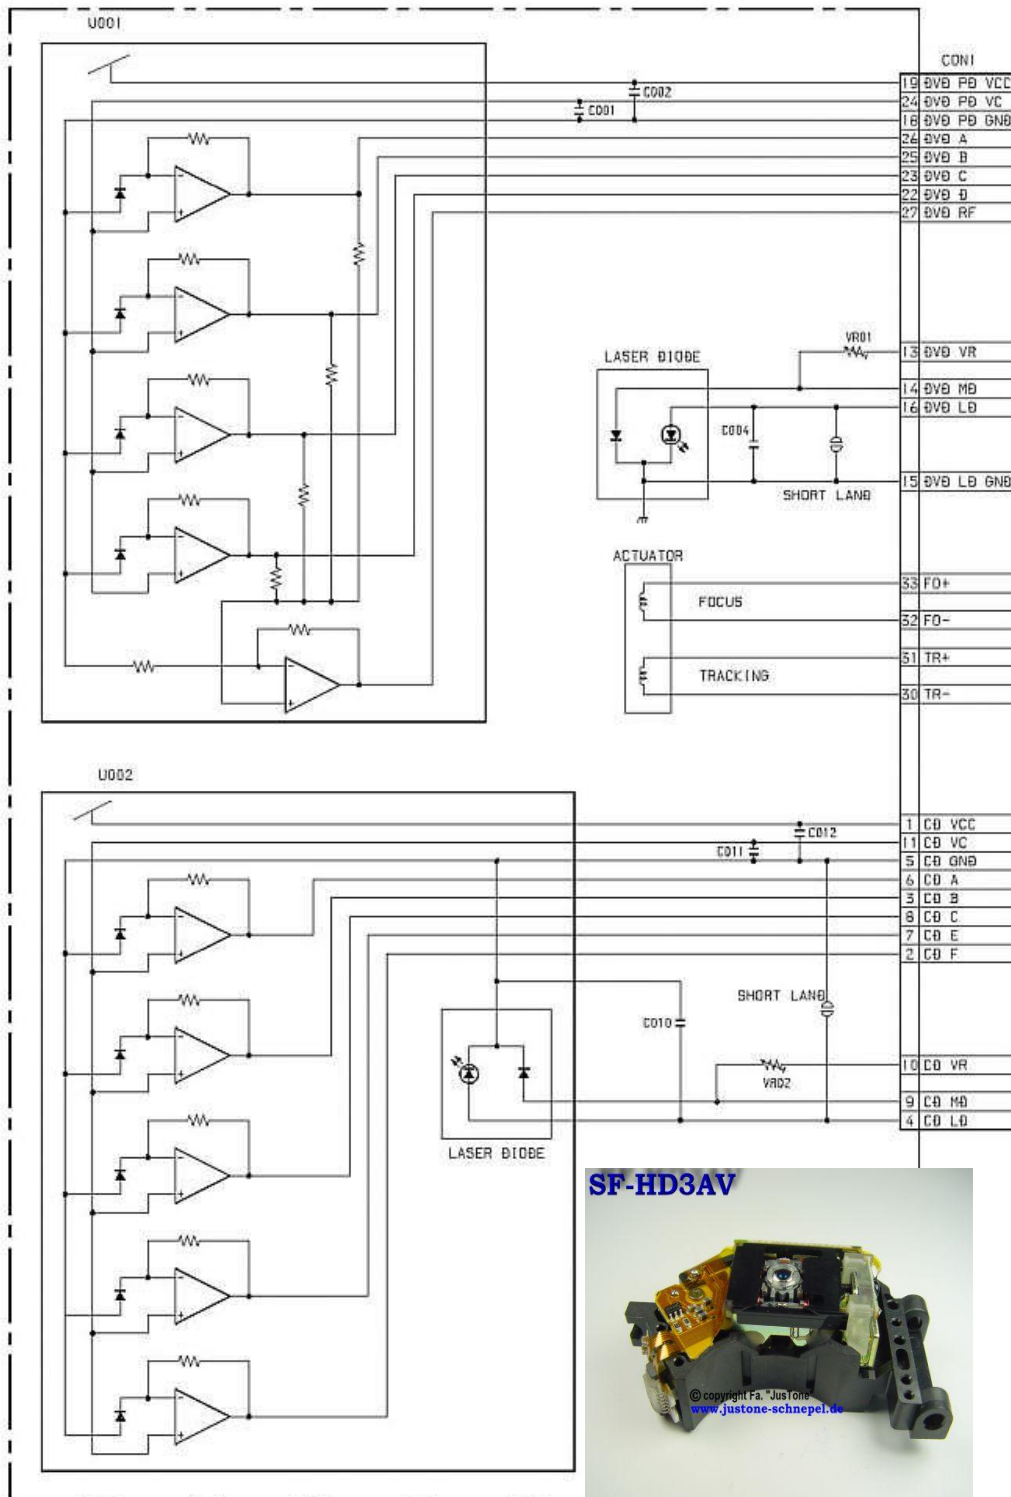 U001
CON1
19 DVD PD VCC
24 DVD PD VC
18 DVD PD GND
26 DVD A
25 DVD B
23 DVD C
22 DVD D
27 DVD RF
C002
C001
VR01
13 DVD VR
LASER DIODE
14 DVD MD
16 DVD LD
C004
15 DVD LD GND
SHORT LAND
ACTUATOR
33 FO+
FOCUS
32 FO-
31 TR+
TRACKING
30 TR-
U002
1 CD VCC
C012
11 CD VC
C011
5 CD GND
6 CD A
3 CD B
8 CD C
7 CD E
2 CD F
SHORT LAND
C010
10 CD VR
VR02
9 CD MD
4 CD LD
LASER DIODE
SF-HD3AV
© copyright Fa. "JusTone"
www.justone-schnepel.de